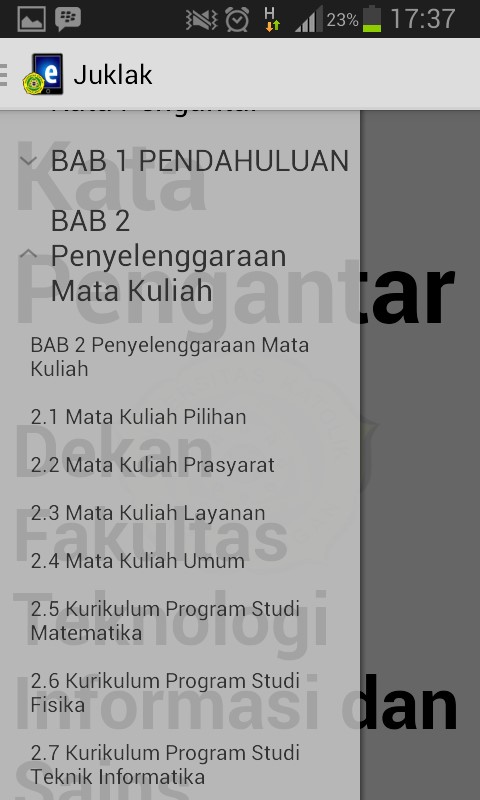 H
23%
17:37
e
Juklak
Kata Pengantar
BAB 1 PENDAHULUAN
BAB 2
Penyelenggaraan
Mata Kuliah
BAB 2 Penyelenggaraan Mata
Kuliah
2.1 Mata Kuliah Pilihan
2.2 Mata Kuliah Prasyarat
2.3 Mata Kuliah Layanan
2.4 Mata Kuliah Umum
2.5 Kurikulum Program Studi
Matematika
2.6 Kurikulum Program Studi
Fisika
2.7 Kurikulum Program Studi
Teknik Informatika
Kata
Pengantar
Dekan
Fakultas
Teknologi
Informasi dan
Sains